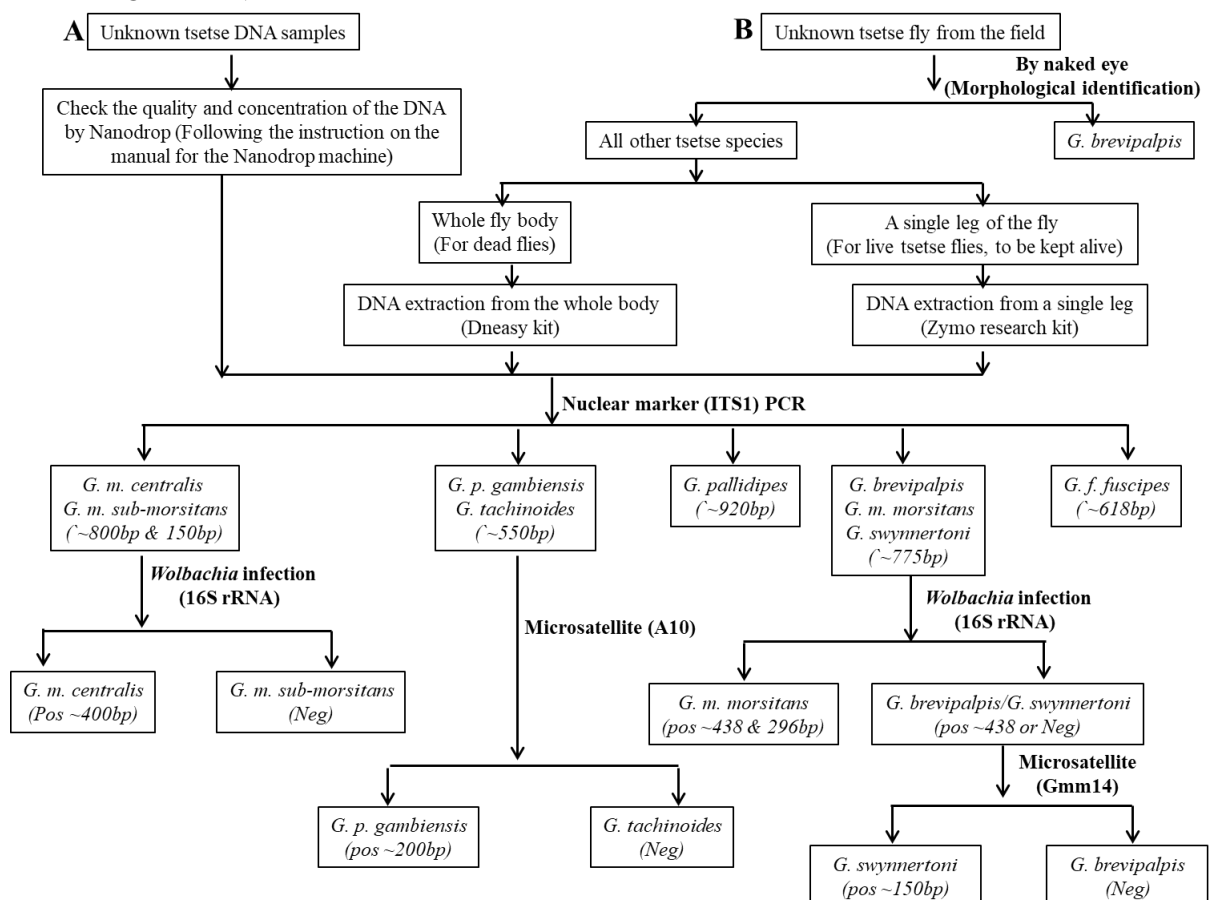 A
Unknown tsetse DNA samples
B
Unknown tsetse fly from the field
By naked eye
(Morphological identification)
Check the quality and concentration of the DNA
by Nanodrop (Following the instruction on the
manual for the Nanodrop machine)
All other tsetse species
G. brevipalpis
Whole fly body
(For dead flies)
A single leg of the fly
(For live tsetse flies, to be kept alive)
DNA extraction from the whole body
(Dneasy kit)
DNA extraction from a single leg
(Zymo research kit)
Nuclear marker (ITS1) PCR
G. m. centralis
G. m. sub-morsitans
(˜~800bp & 150bp)
G. p. gambiensis
G. tachinoides
(˜~550bp)
G. pallidipes
(˜~920bp)
G. brevipalpis
G. m. morsitans
G. swynnertoni
(˜~775bp)
G. f. fuscipes
(˜~618bp)
Wolbachia infection
(16S rRNA)
Microsatellite (A10)
Wolbachia infection
(16S rRNA)
G. m. centralis
(Pos ~400bp)
G. m. sub-morsitans
(Neg)
G. m. morsitans
(pos ~438 & 296bp)
G. brevipalpis/G. swynnertoni
(pos ~438 or Neg)
Microsatellite
(Gmm14)
G. p. gambiensis
(pos ~200bp)
G. tachinoides
(Neg)
G. swynnertoni
(pos ~150bp)
G. brevipalpis
(Neg)